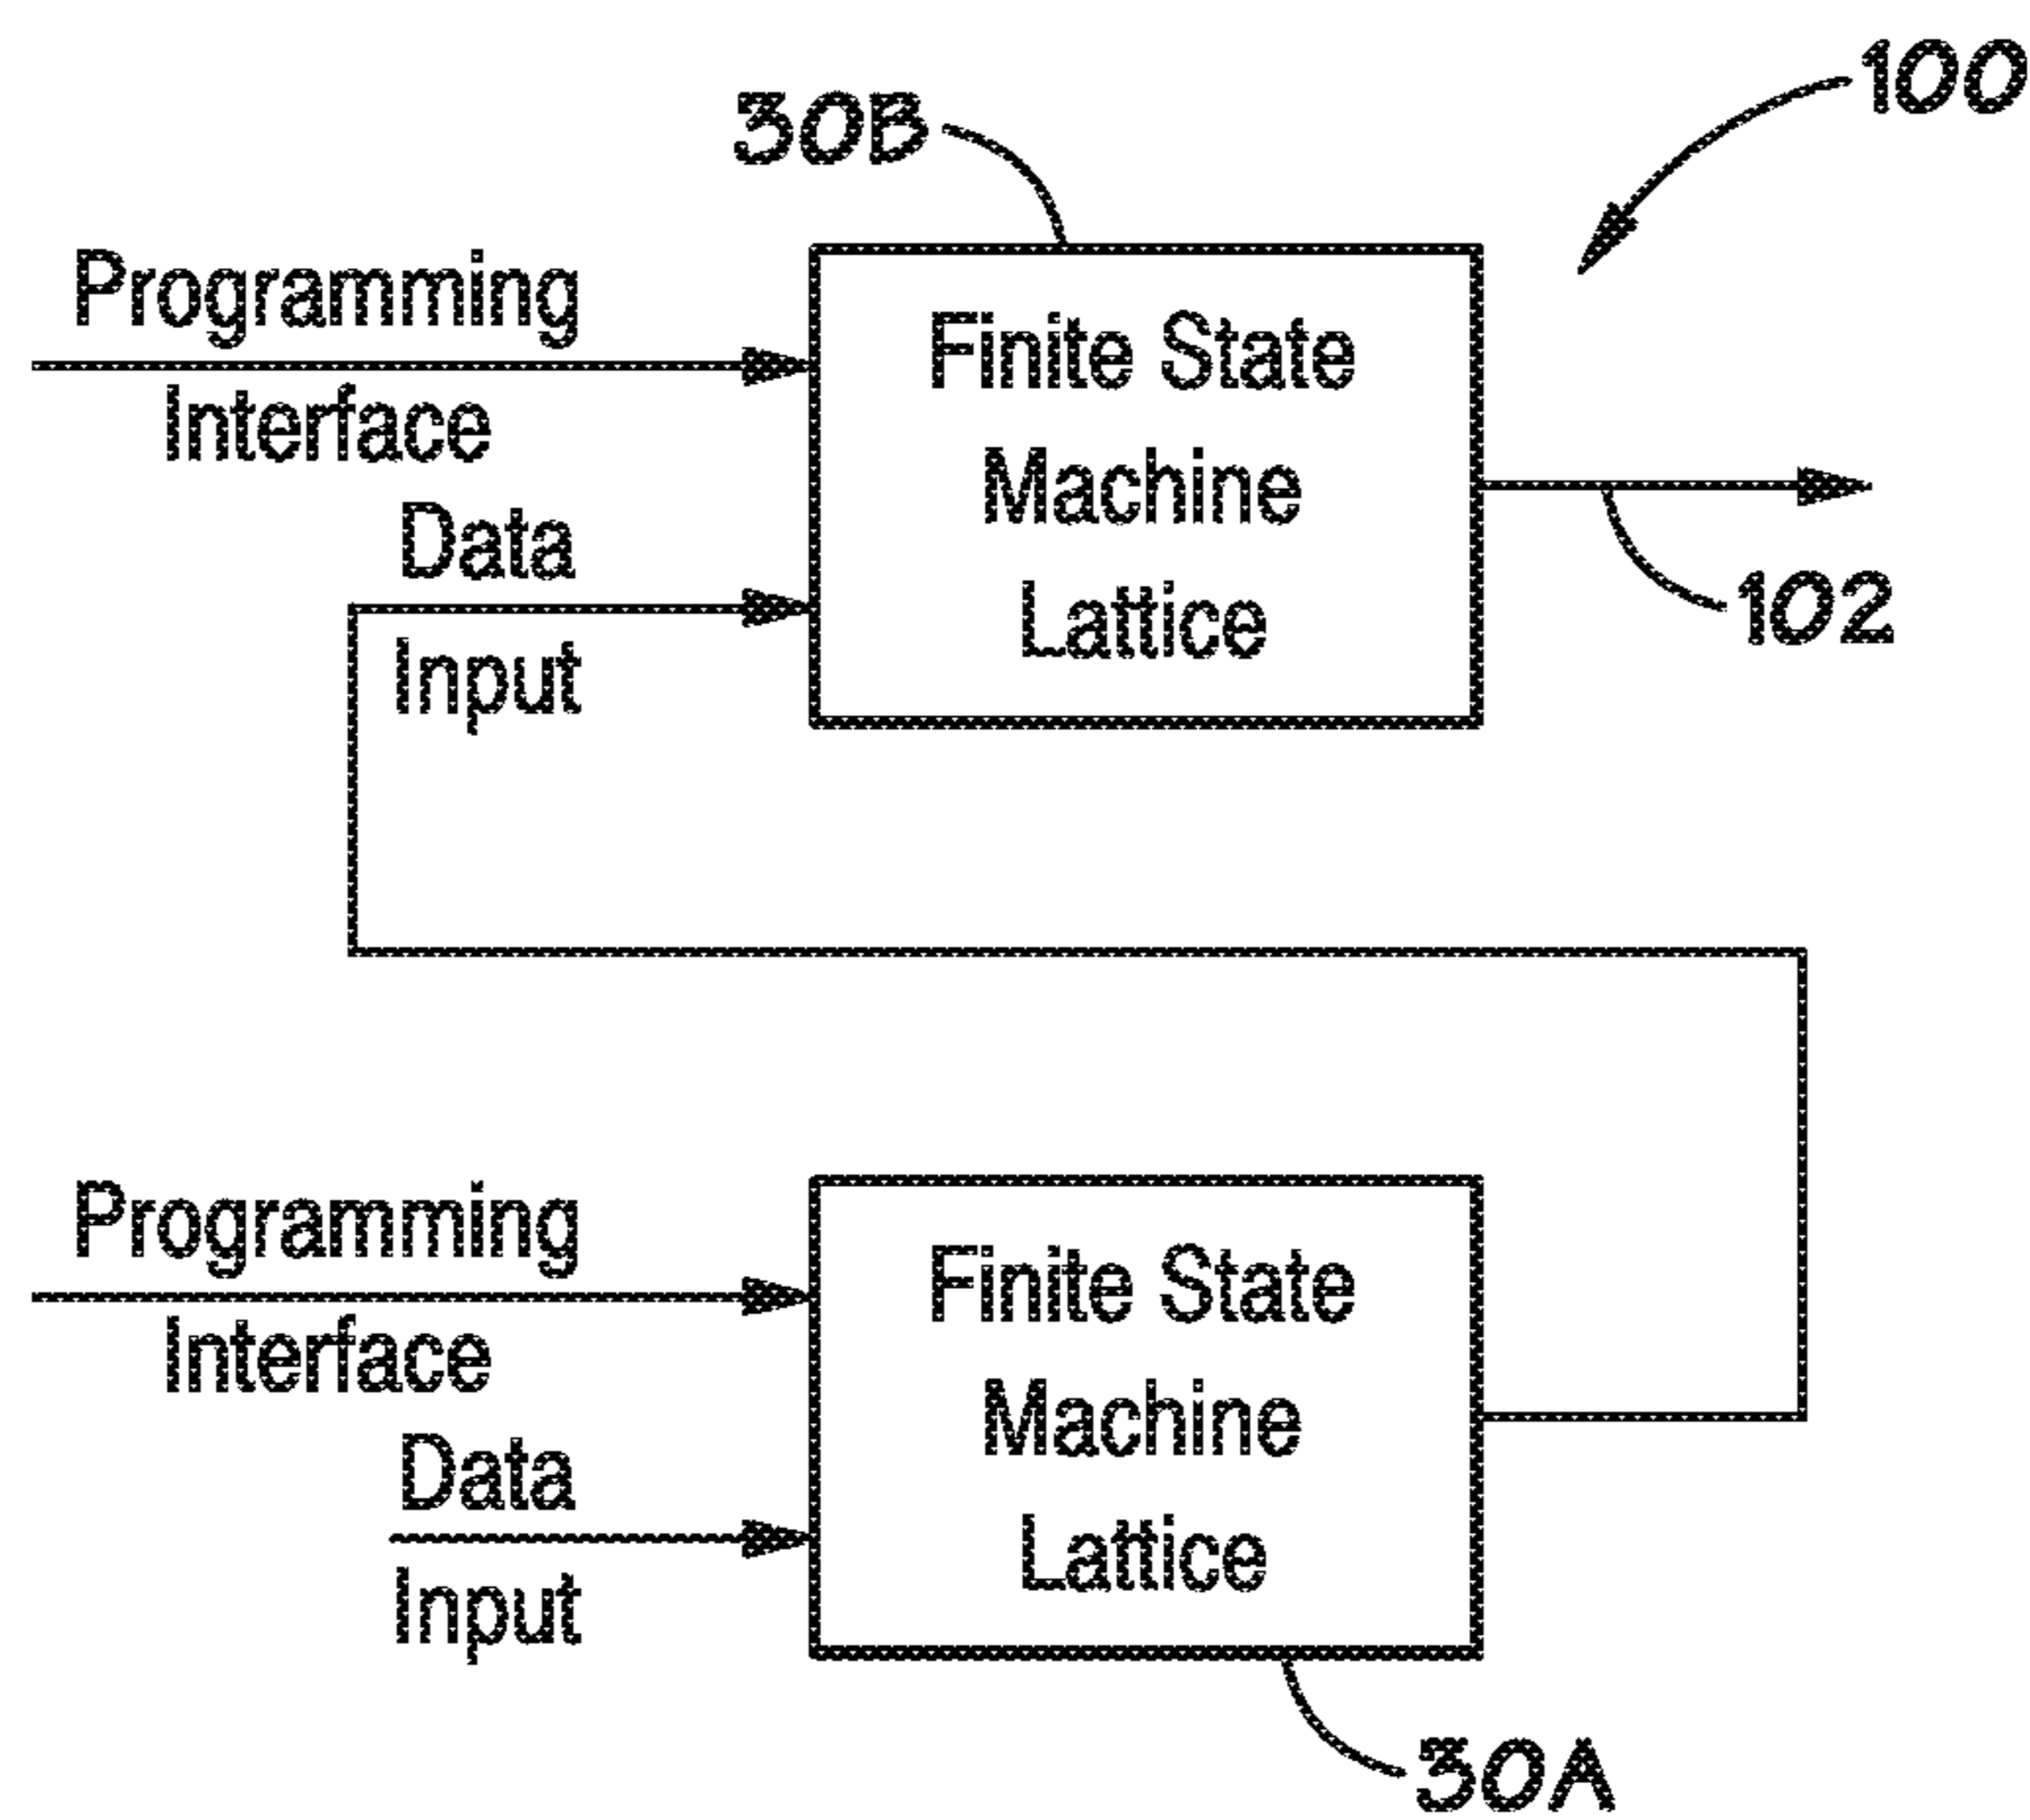 100
30B
Programming
Interface
Data
Input
Finite State
Machine
Lattice
102
Programming
Interface
Data
Input
Finite State
Machine
Lattice
30A